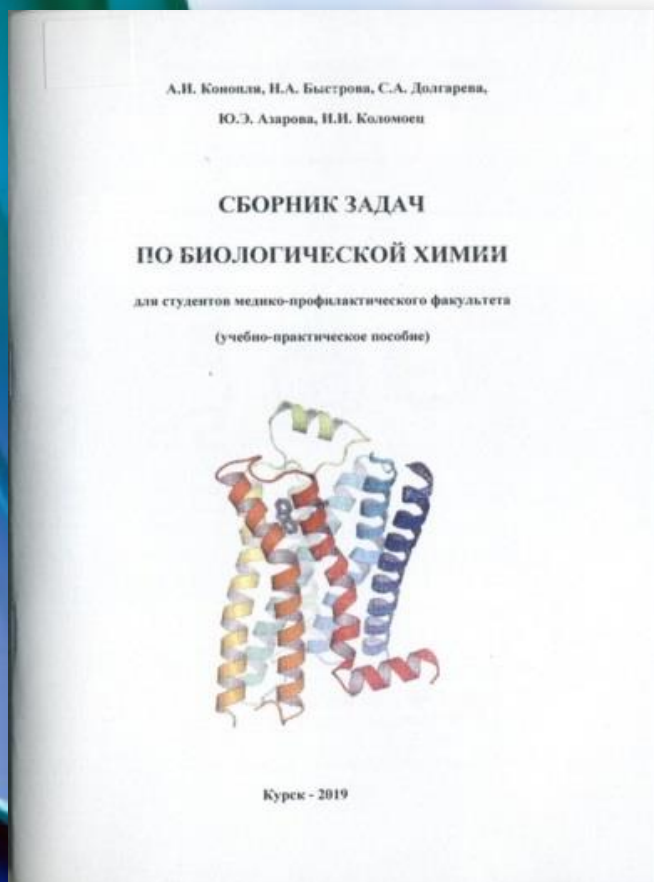 А.И. Конопля, Н.А. Быстрова, С.А. Долгарева,
Ю.Э. Азарова, И.И. Коломоец
СБОРНИК ЗАДАЧ
ПО БИОЛОГИЧЕСКОЙ ХИМИИ
для студентов медико-профилактического факультета
(учебно-практическое пособие)
Курск - 2019